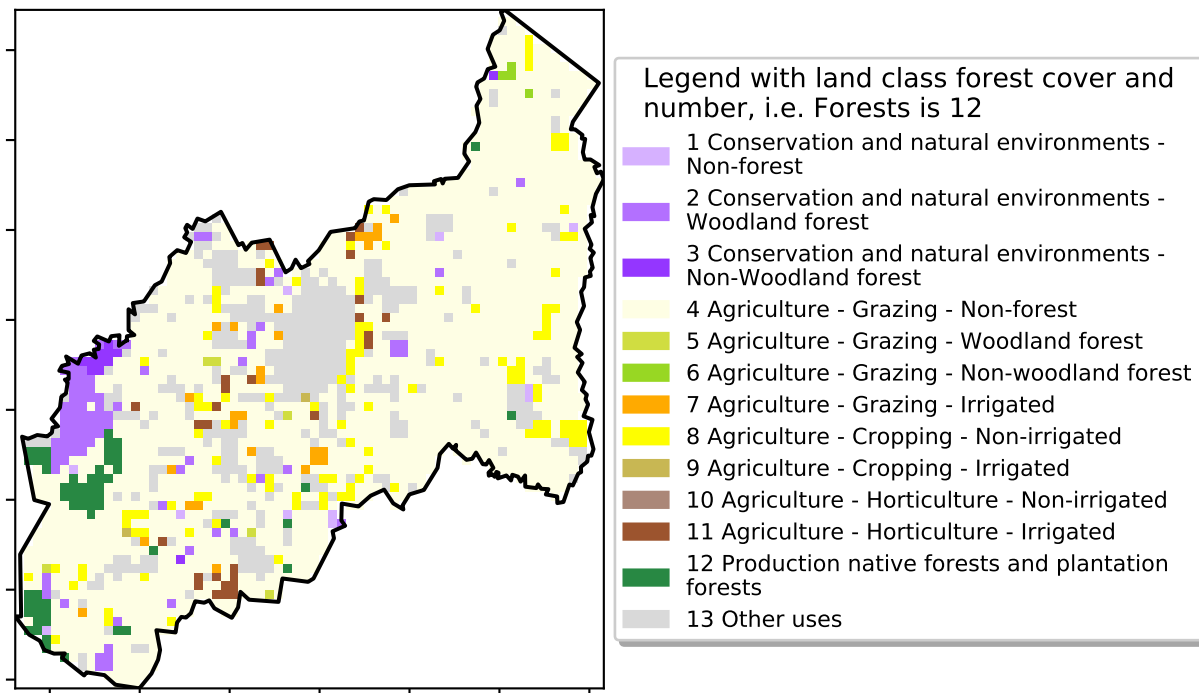 Legend with land class forest cover and
number, i.e. Forests is 12
1 Conservation and natural environments -
Non-forest
2 Conservation and natural environments -
Woodland forest
3 Conservation and natural environments -
Non-Woodland forest
4 Agriculture - Grazing - Non-forest
5 Agriculture - Grazing - Woodland forest
6 Agriculture - Grazing - Non-woodland forest
7 Agriculture - Grazing - Irrigated
8 Agriculture - Cropping - Non-irrigated
9 Agriculture - Cropping - Irrigated
10 Agriculture - Horticulture - Non-irrigated
11 Agriculture - Horticulture - Irrigated
12 Production native forests and plantation
forests
13 Other uses